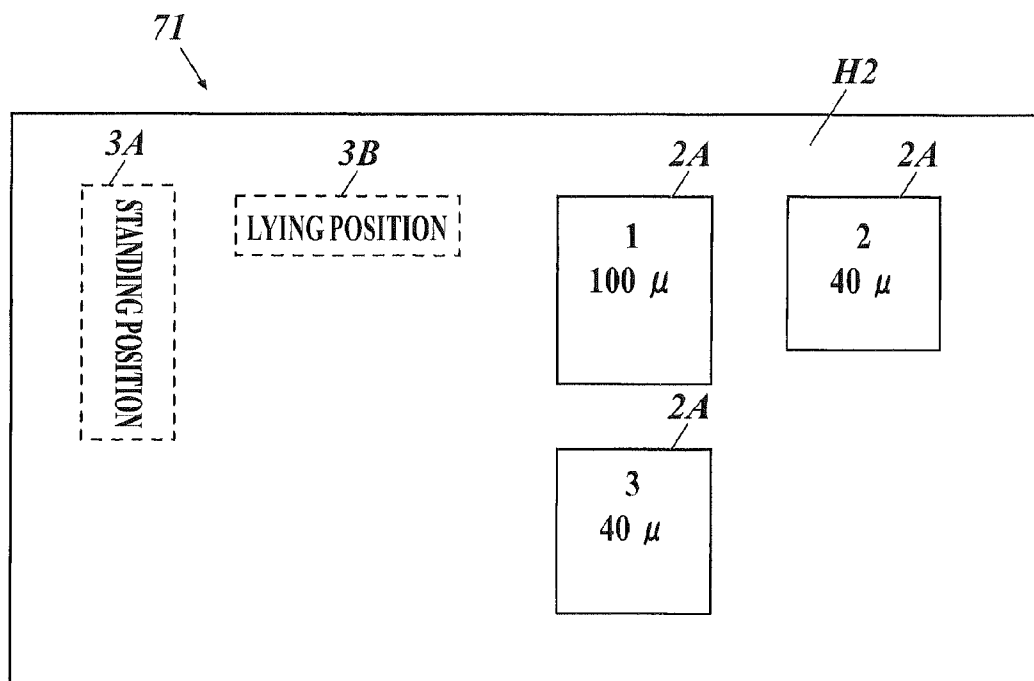 71
H2
3A
3B
2A
2A
STANDING POSITION
LYING POSITION
1
100 μ
2
40 μ
2A
3
40 μ